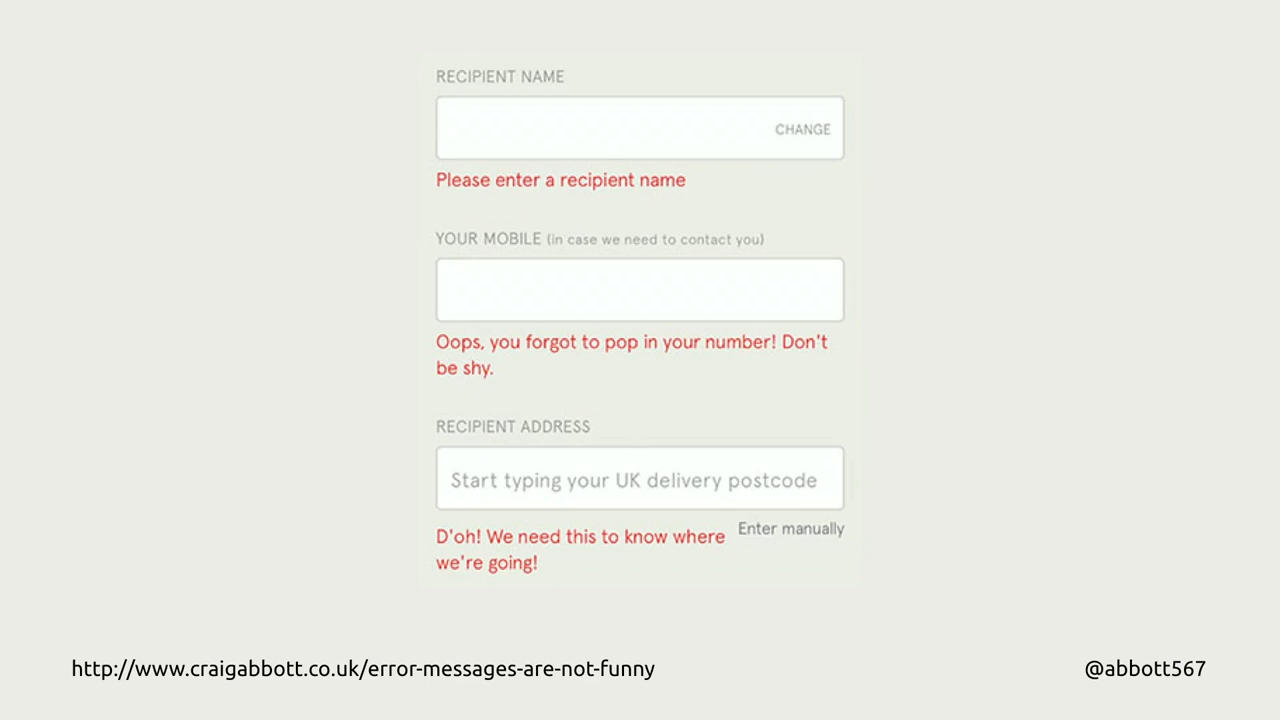 RECIPIENT NAME
CHANGE
Please enter a recipient name
YOUR MOBILE (in case we need to contact you)
Oops, you forgot to pop in your number! Don't
be shy.
RECIPIENT ADDRESS
Start typing your UK delivery postcode
Enter manually
D'oh! We need this to know where
we're going!
http://www.craigabbott.co.uk/error-messages-are-not-funny
@abbott567